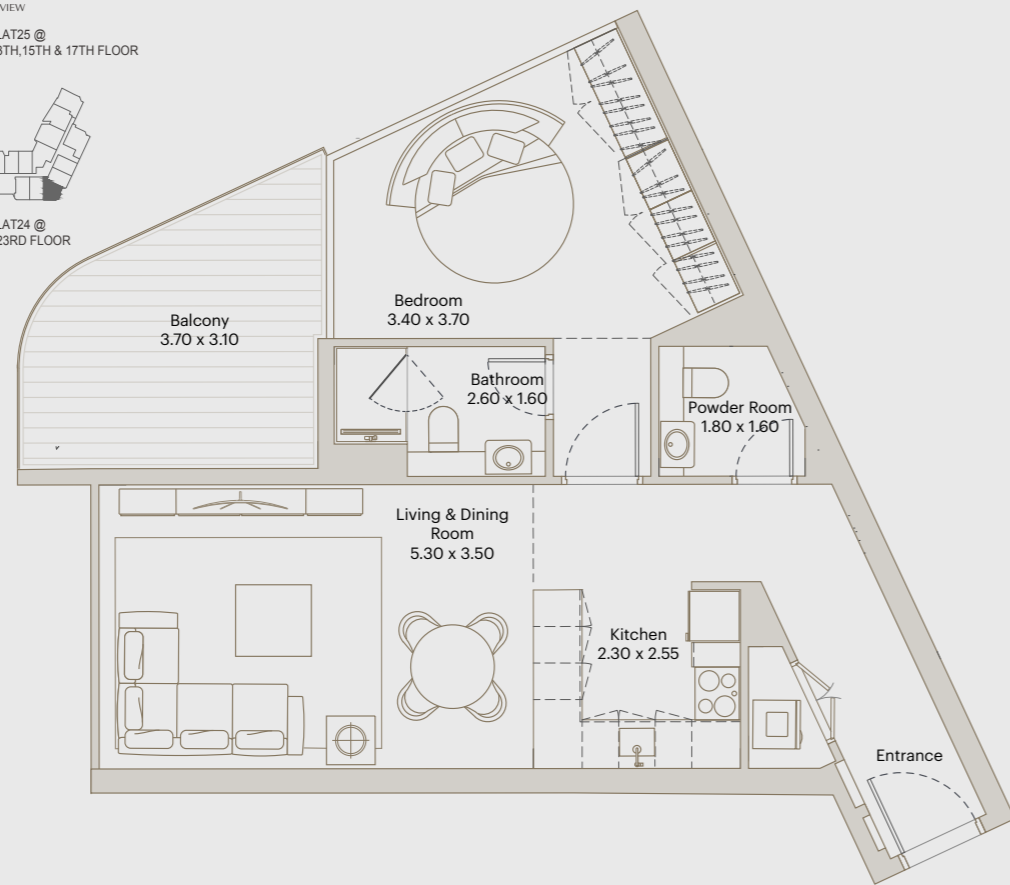 VIEW
LAT25 @
3TH,15TH & 17TH FLOOR
LAT24 @
23RD FLOOR
Balcony
3.70 x 3.10
Bedroom
3.40 x 3.70
Bathroom
2.60 x 1.60
Powder Room
1.80 x 1.60
Living & Dining
Room
5.30 x 3.50
Kitchen
2.30 x 2.55
Entrance